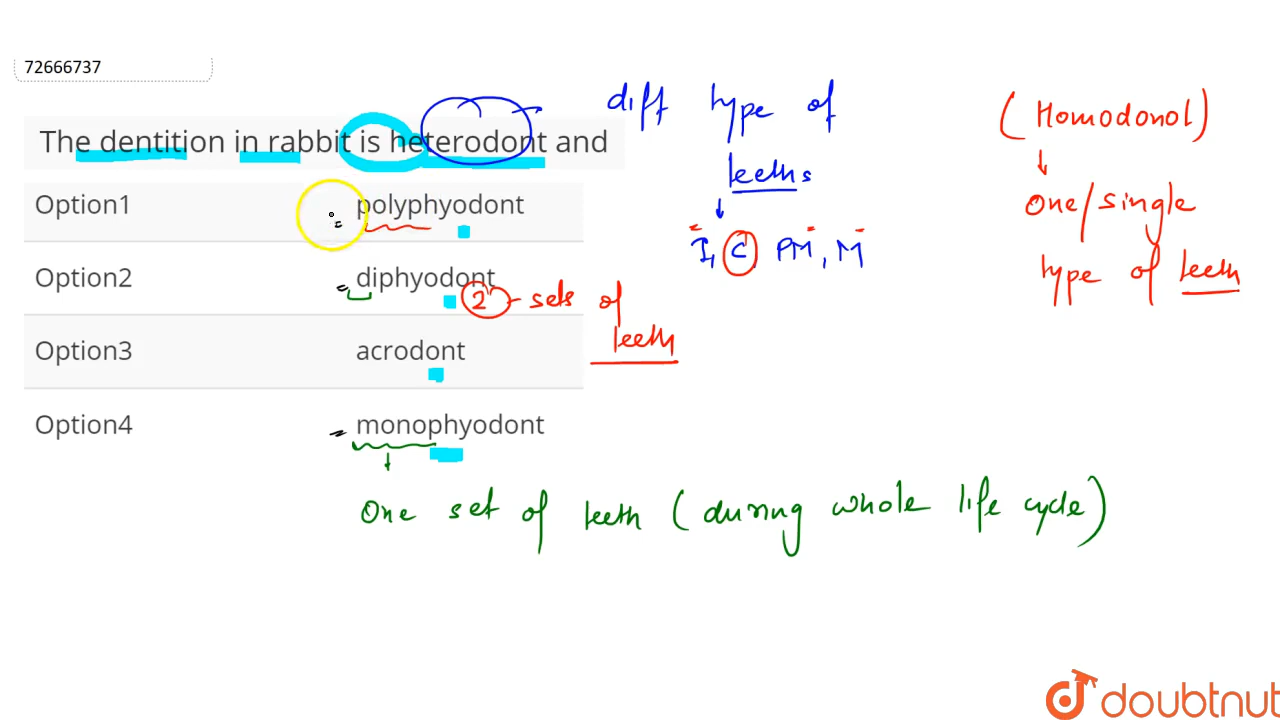 72666737
The dentition in rabbit is heterodont and
Option1 polyphyodont
Option2 diphyodont
Option3 acrodont
Option4 monophyodont
diff type of
teeths
I, C, PM, M
(Homodonol)
One/single
type of teeth
2 - sets of
teeth
One set of teeth (during whole life cycle)
doubtnut